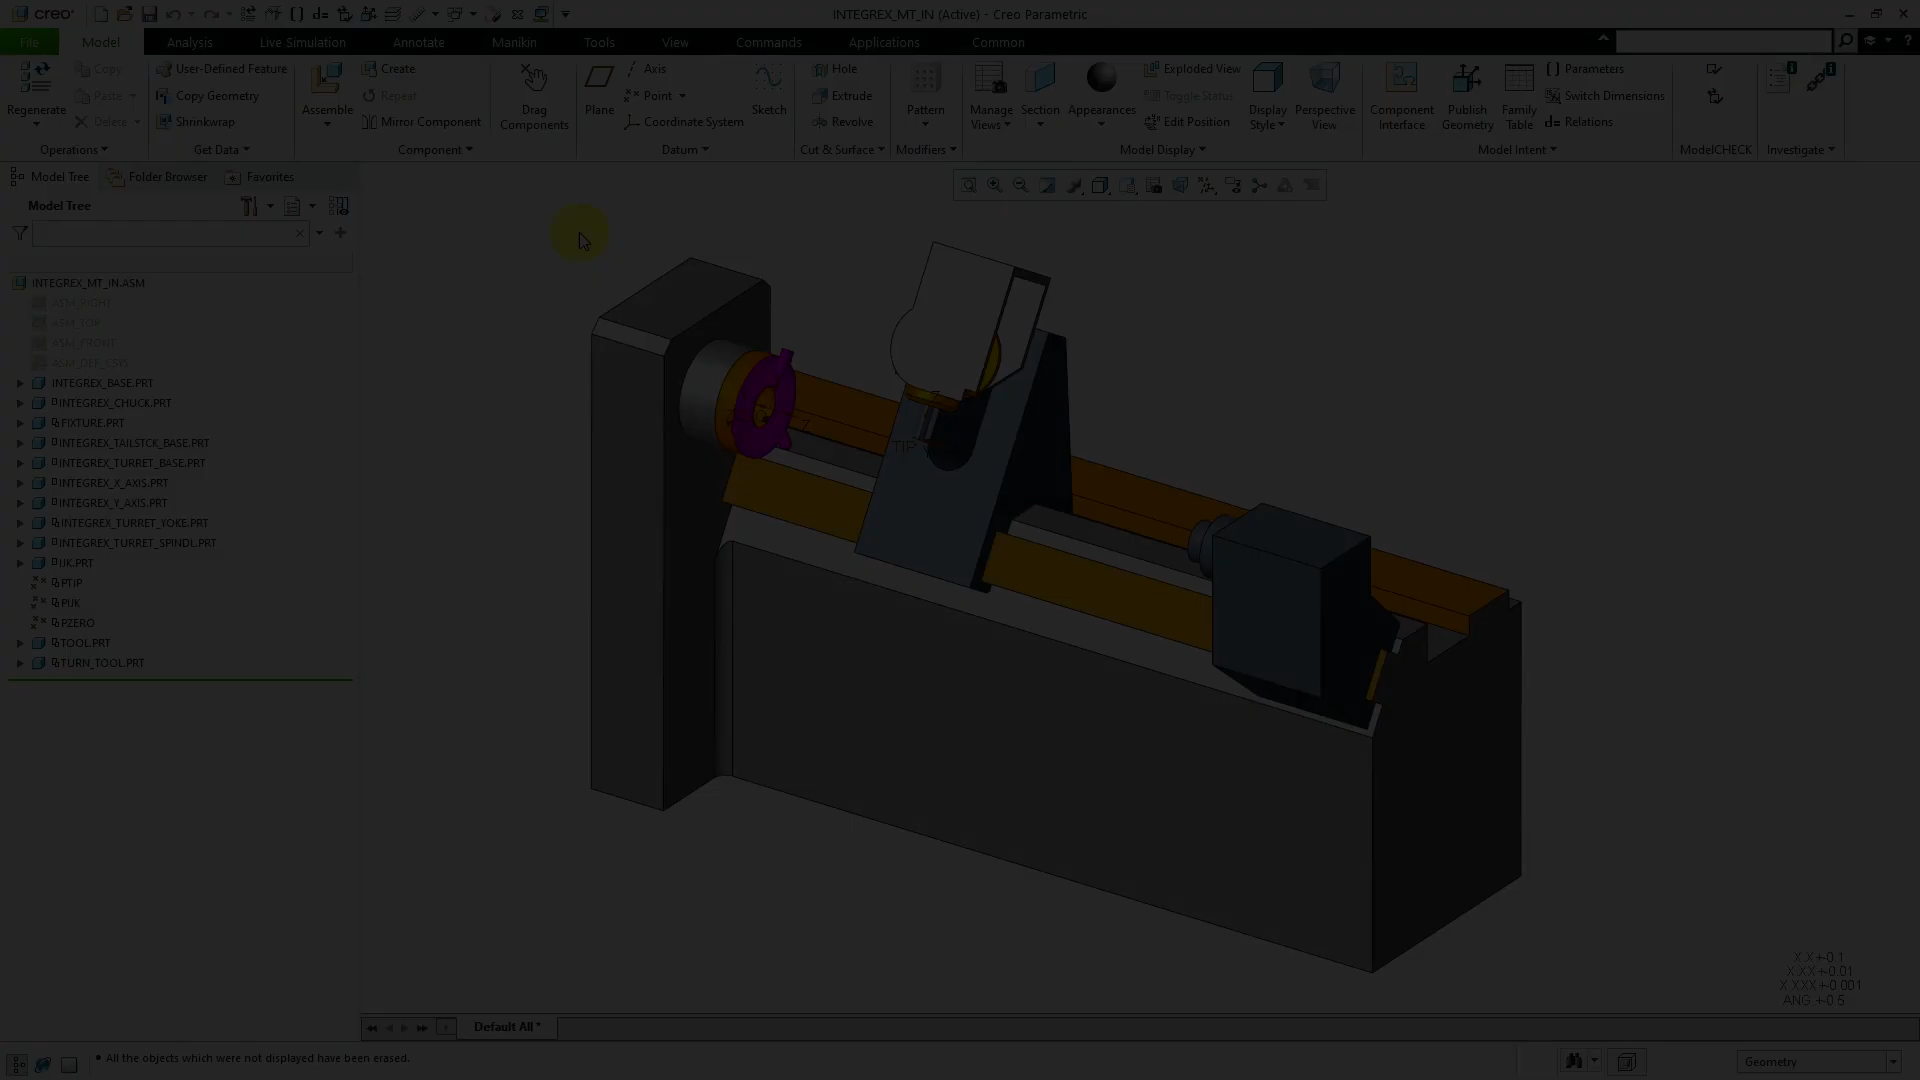 creo
INTEGREX_MT_IN (Active) - Creo Parametric
File Model Analysis Live Simulation Annotate Manikin Tools View Commands Applications Common
Regenerate Copy Paste Delete
Operations
User-Defined Feature
Copy Geometry
Shrinkwrap
Get Data
Assemble
Create
Repeat
Mirror Component
Component
Drag Components
Plane
Axis
Point
Coordinate System
Sketch
Datum
Hole
Extrude
Revolve
Cut & Surface
Pattern
Modifiers
Manage Views
Section
Appearances
Exploded View
Toggle Status
Edit Position
Display Style
Perspective View
Model Display
Component Interface
Publish Geometry
Family Table
Parameters
Switch Dimensions
d= Relations
Model Intent
ModelCHECK
Investigate
Model Tree Folder Browser Favorites
Model Tree
INTEGREX_MT_IN.ASM
ASM_RIGHT
ASM_TOP
ASM_FRONT
ASM_DEF_CSYS
INTEGREX_BASE.PRT
INTEGREX_CHUCK.PRT
FIXTURE.PRT
INTEGREX_TAILSTCK_BASE.PRT
INTEGREX_TURRET_BASE.PRT
INTEGREX_X_AXIS.PRT
INTEGREX_Y_AXIS.PRT
INTEGREX_TURRET_YOKE.PRT
INTEGREX_TURRET_SPINDL.PRT
IJK.PRT
PTIP
PIJK
PZERO
TOOL.PRT
TURN_TOOL.PRT
Z
Z
TIP
X.X +-0.1
X.XX +-0.01
X.XXX +-0.001
ANG. +-0.5
Default All *
• All the objects which were not displayed have been erased.
Geometry